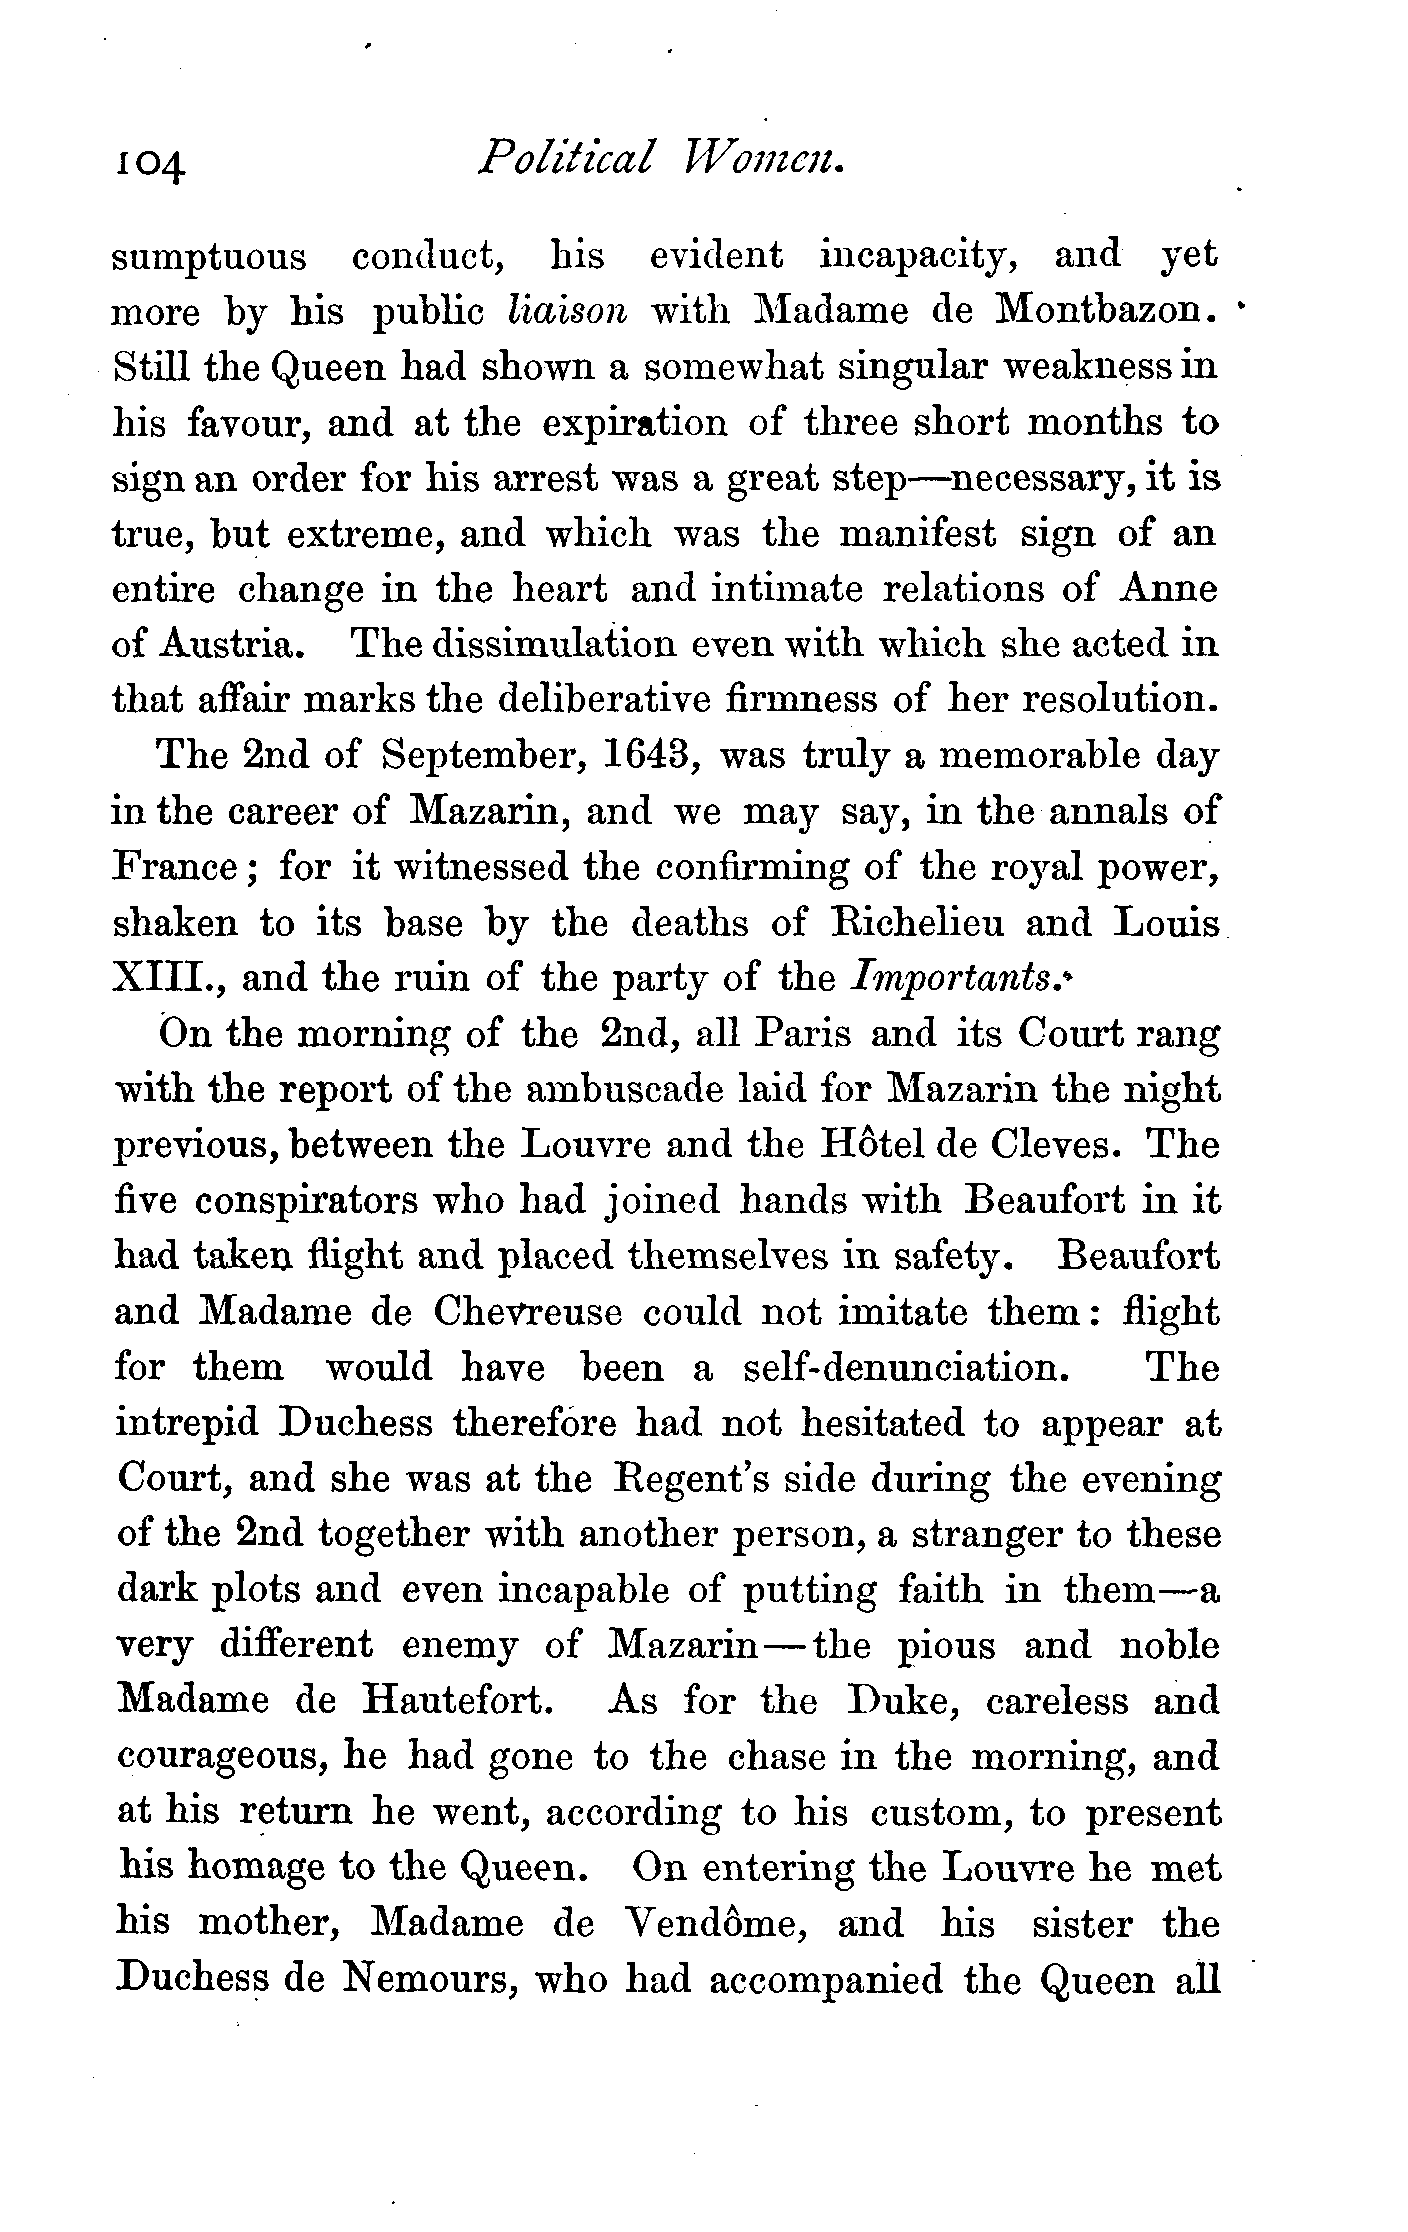 104 Political Women.
sumptuous conduct, his evident incapacity, and yet
more by his public liaison with Madame de Montbazon.
Still the Queen had shown a somewhat singular weakness in
his favour, and at the expiration of three short months to
sign an order for his arrest was a great step—necessary, it is
true, but extreme, and which was the manifest sign of an
entire change in the heart and intimate relations of Anne
of Austria. The dissimulation even with which she acted in
that affair marks the deliberative firmness of her resolution.
The 2nd of September, 1643, was truly a memorable day
in the career of Mazarin, and we may say, in the annals of
France; for it witnessed the confirming of the royal power,
shaken to its base by the deaths of Richelieu and Louis
XIII., and the ruin of the party of the Importants.
On the morning of the 2nd, all Paris and its Court rang
with the report of the ambuscade laid for Mazarin the night
previous, between the Louvre and the Hôtel de Cleves. The
five conspirators who had joined hands with Beaufort in it
had taken flight and placed themselves in safety. Beaufort
and Madame de Chevreuse could not imitate them: flight
for them would have been a self-denunciation. The
intrepid Duchess therefore had not hesitated to appear at
Court, and she was at the Regent's side during the evening
of the 2nd together with another person, a stranger to these
dark plots and even incapable of putting faith in them—a
very different enemy of Mazarin—the pious and noble
Madame de Hautefort. As for the Duke, careless and
courageous, he had gone to the chase in the morning, and
at his return he went, according to his custom, to present
his homage to the Queen. On entering the Louvre he met
his mother, Madame de Vendôme, and his sister the
Duchess de Nemours, who had accompanied the Queen all